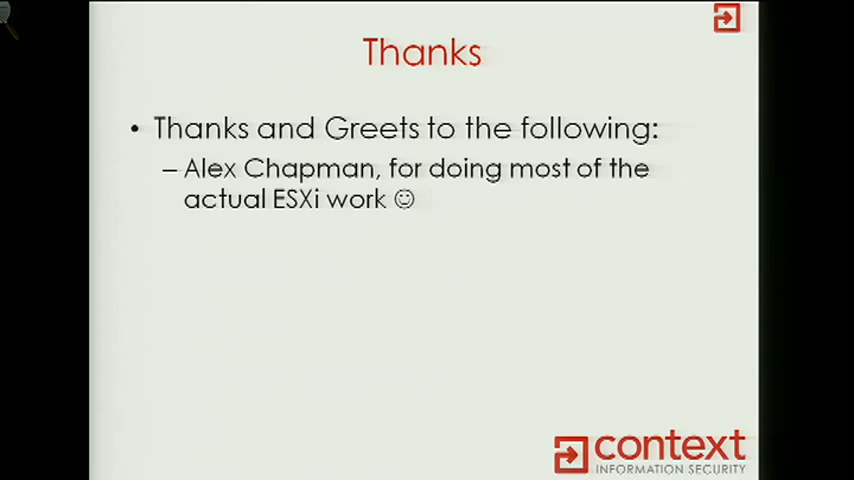 Thanks
• Thanks and Greets to the following:
– Alex Chapman, for doing most of the
actual ESXi work ☺
context
INFORMATION SECURITY